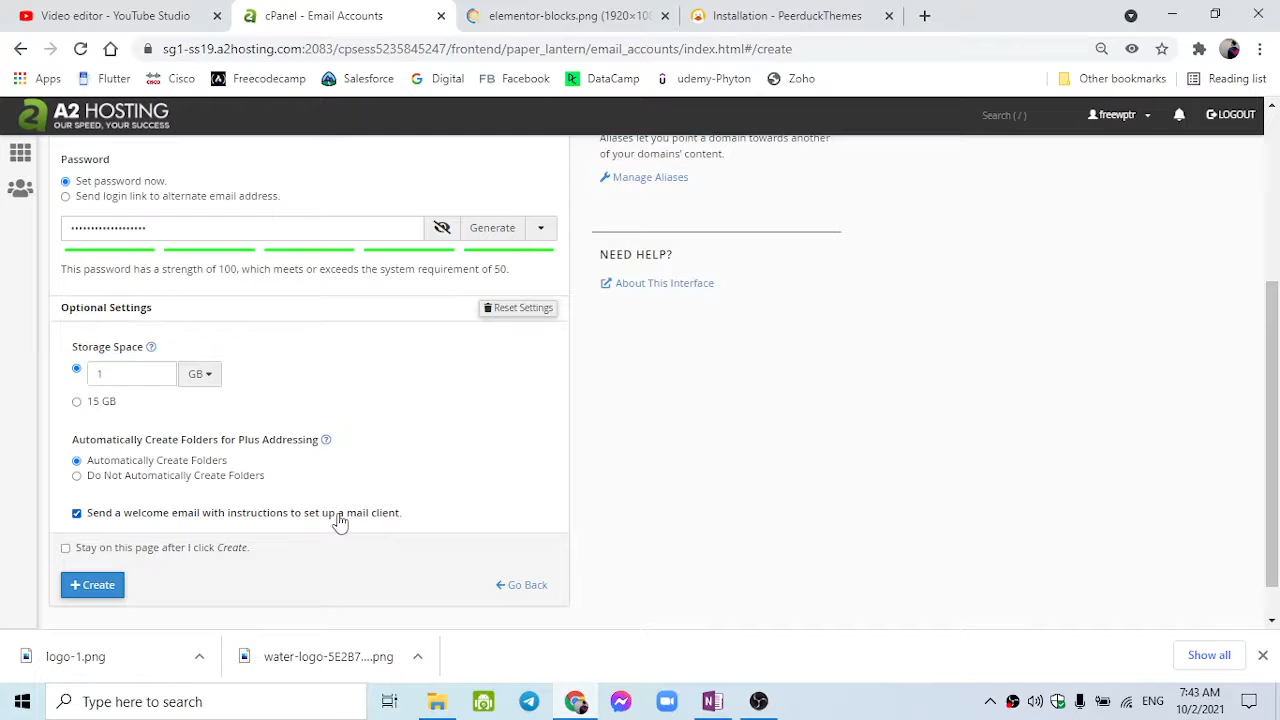 Video editor - YouTube Studio
cPanel - Email Accounts
elementor-blocks.png (1920×108
Installation - PeerduckThemes
sg1-ss19.a2hosting.com:2083/cpsess5235845247/frontend/paper_lantern/email_accounts/index.html#/create
Apps
Flutter
Cisco
Freecodecamp
Salesforce
Digital
FB Facebook
DataCamp
udemy-Phyton
Zoho
Other bookmarks
Reading list
A2 HOSTING
OUR SPEED, YOUR SUCCESS
Search ( / )
freewptr
LOGOUT
Password
Set password now.
Send login link to alternate email address.
Generate
This password has a strength of 100, which meets or exceeds the system requirement of 50.
Optional Settings
Reset Settings
Storage Space
1
GB
15 GB
Automatically Create Folders for Plus Addressing
Automatically Create Folders
Do Not Automatically Create Folders
Send a welcome email with instructions to set up a mail client.
Stay on this page after I click Create.
+ Create
Go Back
Aliases let you point a domain towards another
of your domains' content.
Manage Aliases
NEED HELP?
About This Interface
logo-1.png
water-logo-5E2B7....png
Show all
Type here to search
ENG
7:43 AM
10/2/2021